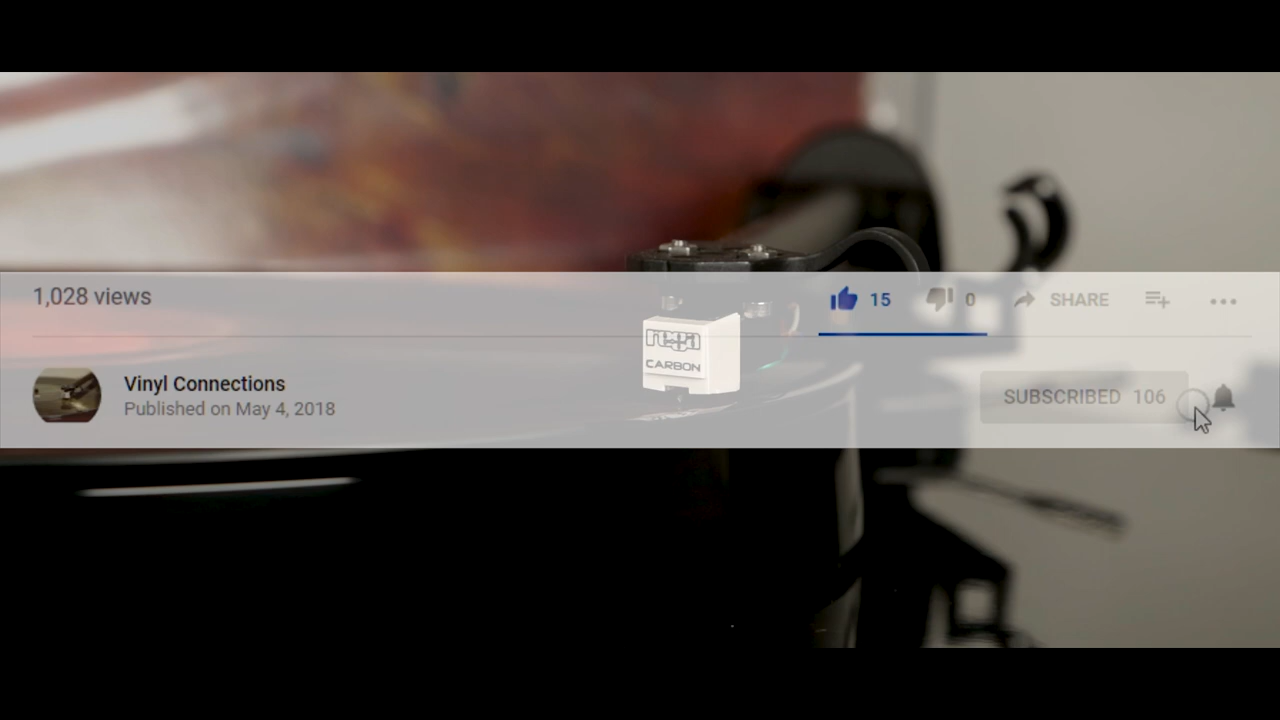 1,028 views
15
0
SHARE
rega
CARBON
Vinyl Connections
Published on May 4, 2018
SUBSCRIBED 106